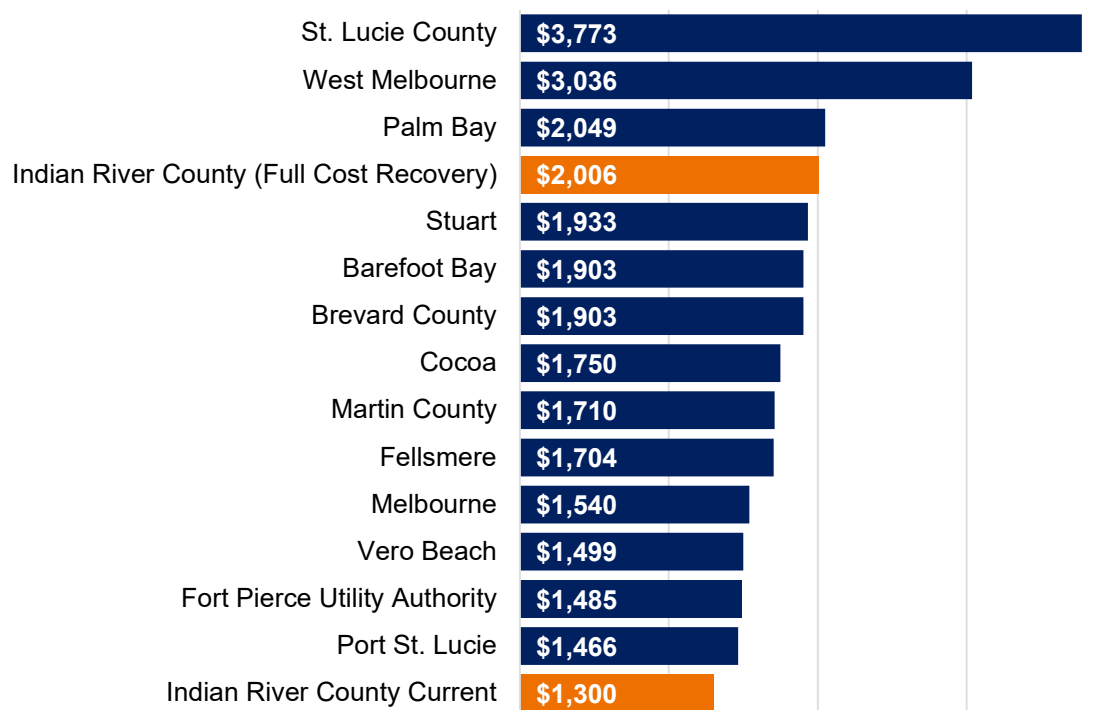 St. Lucie County $3,773
West Melbourne $3,036
Palm Bay $2,049
Indian River County (Full Cost Recovery) $2,006
Stuart $1,933
Barefoot Bay $1,903
Brevard County $1,903
Cocoa $1,750
Martin County $1,710
Fellsmere $1,704
Melbourne $1,540
Vero Beach $1,499
Fort Pierce Utility Authority $1,485
Port St. Lucie $1,466
Indian River County Current $1,300